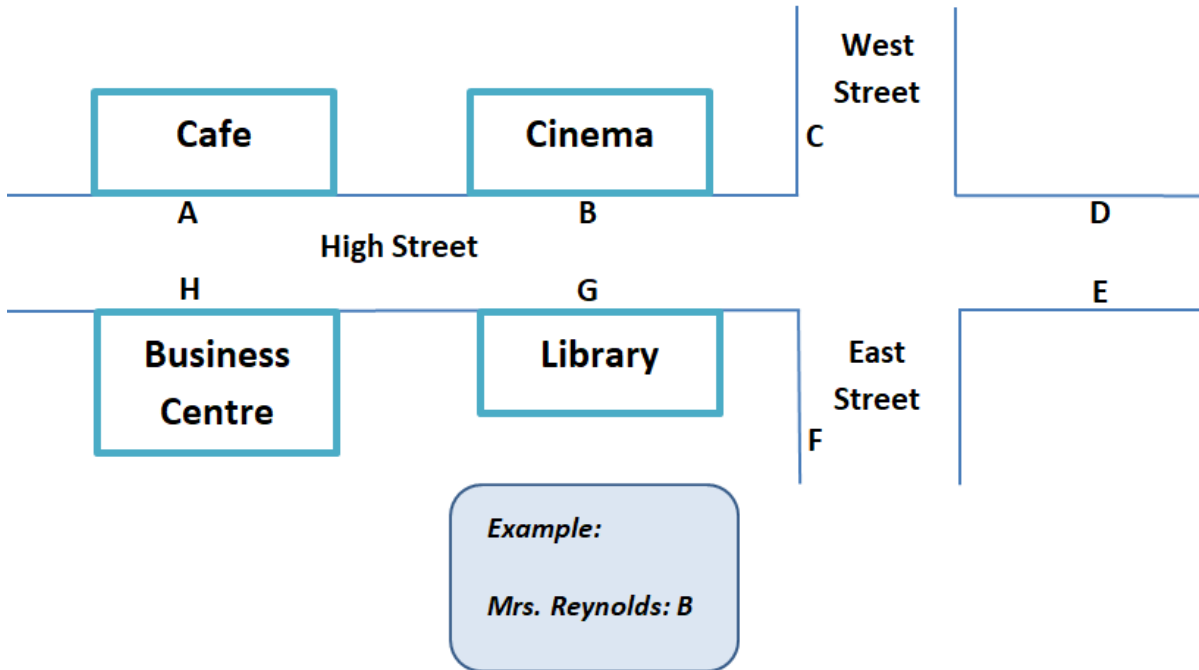 West
Street
Cafe
Cinema
C
A
B
D
High Street
H
G
E
Business
Centre
Library
East
Street
F
Example:
Mrs. Reynolds: B